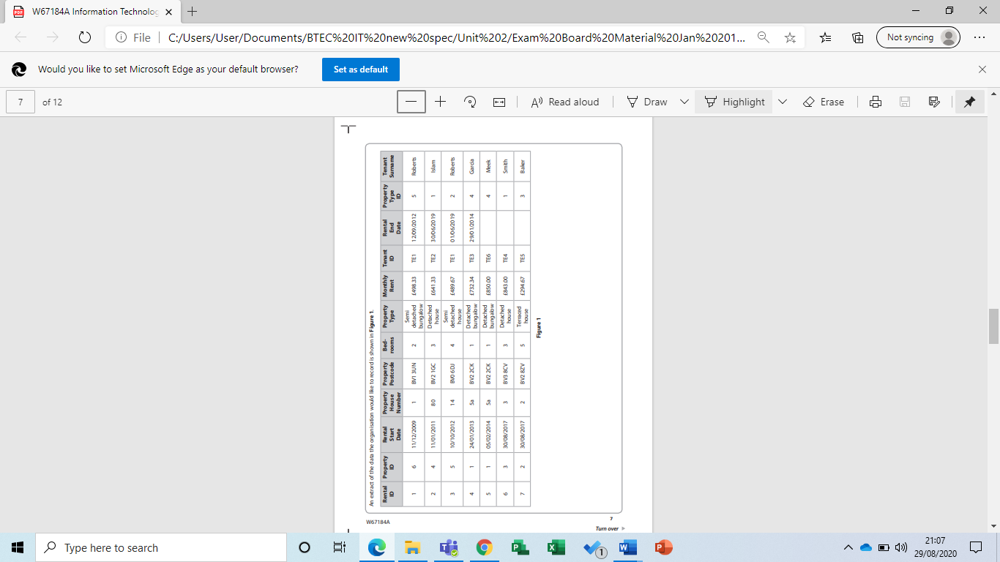 W67184A Information Technolog
File
C:/Users/User/Documents/BTEC%20IT%20new%20spec/Unit%202/Exam%20Board%20Material%20Jan%20201...
Not syncing
Would you like to set Microsoft Edge as your default browser?
Set as default
7
of 12
Read aloud
Draw
Highlight
Erase
An extract of the data the organisation would like to record is shown in Figure 1.
Rental ID Property ID Rental Start Date Property House Number Property Postcode Bed-rooms Property Type Monthly Rent Tenant ID Rental End Date Property Type ID Tenant Surname
1 6 11/12/2009 1 BV1 3UN 2 Semi detached bungalow £498.33 TE1 12/09/2012 5 Roberts
2 4 11/01/2011 80 BV2 1GC 3 Detached house £641.33 TE2 30/06/2019 1 Islam
3 5 10/10/2012 14 BV0 6DJ 4 Semi detached house £489.67 TE1 01/06/2019 2 Roberts
4 1 24/01/2013 5a BV2 2CK 1 Detached bungalow £732.34 TE3 29/01/2014 4 Garcia
5 1 05/02/2014 5a BV2 2CK 1 Detached bungalow £850.00 TE6 4 Meek
6 3 30/08/2017 3 BV3 8CV 3 Detached house £843.00 TE4 1 Smith
7 2 30/08/2017 2 BV2 8ZV 5 Terraced house £294.67 TE5 3 Baker
Figure 1
W67184A
7
Turn over
Type here to search
21:07
29/08/2020